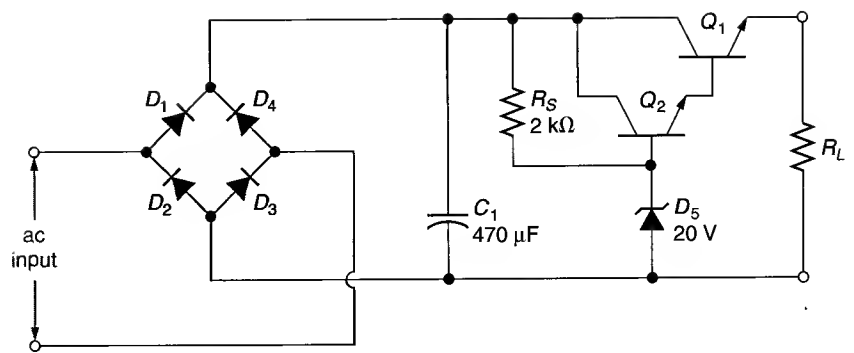 Q1
D1
D4
Q2
RS
2 kΩ
RL
D2
D3
C1
470 μF
D5
20 V
ac
input